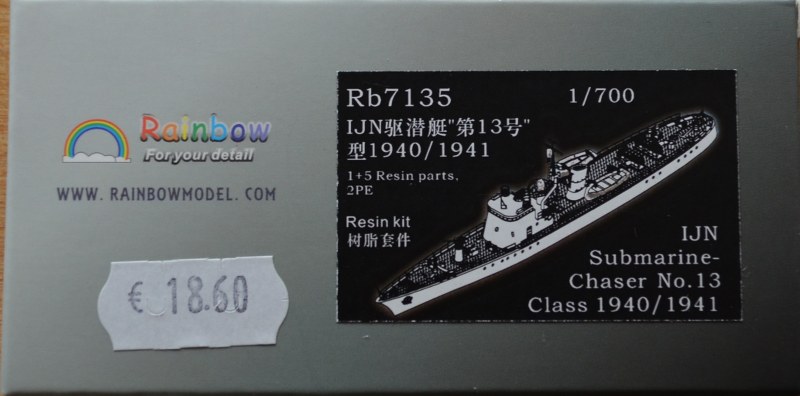 Rainbow
For your detail
WWW. RAINBOWMODEL. COM
€ 18.60
Rb7135 1/700
IJN驱潜艇"第13号"
型1940/1941
1+5 Resin parts,
2PE
Resin kit
树脂套件
IJN
Submarine-
Chaser No.13
Class 1940/1941